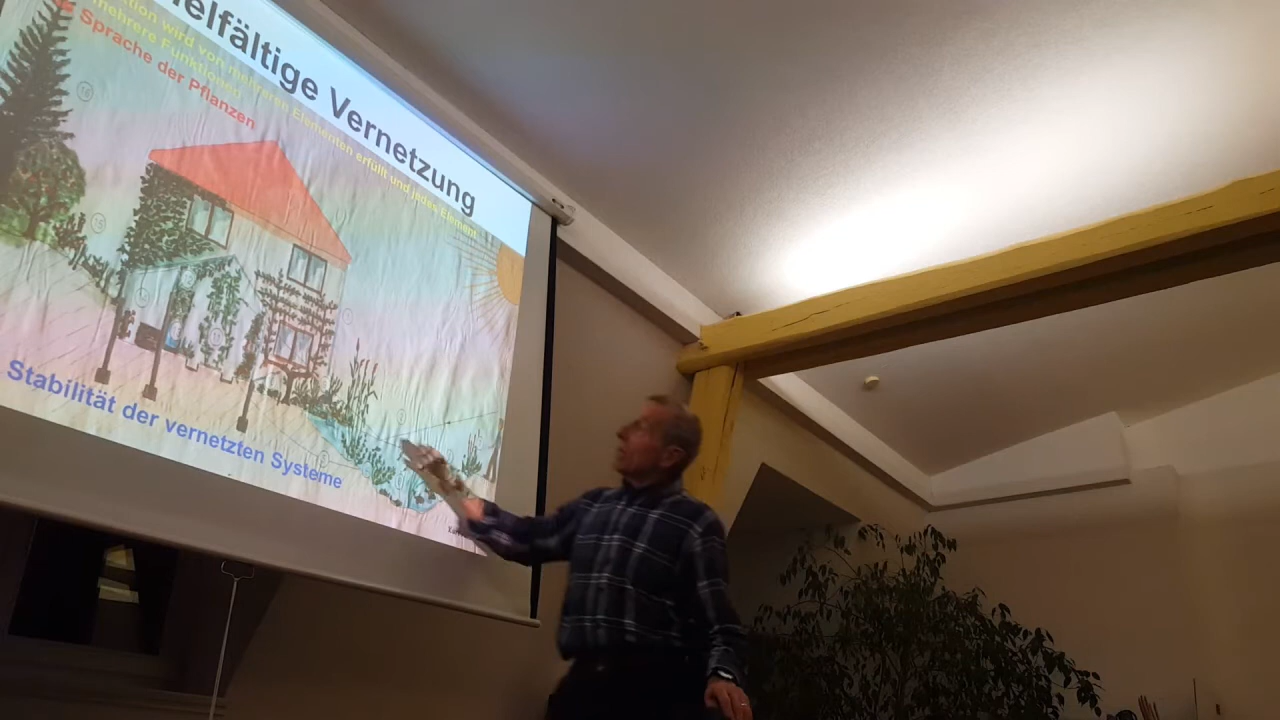 ielfältige Vernetzung
tion wird von mehreren Elementen erfüllt und jedes Element
mehrere Funktionen
Sprache der Pflanzen
Stabilität der vernetzten Systeme